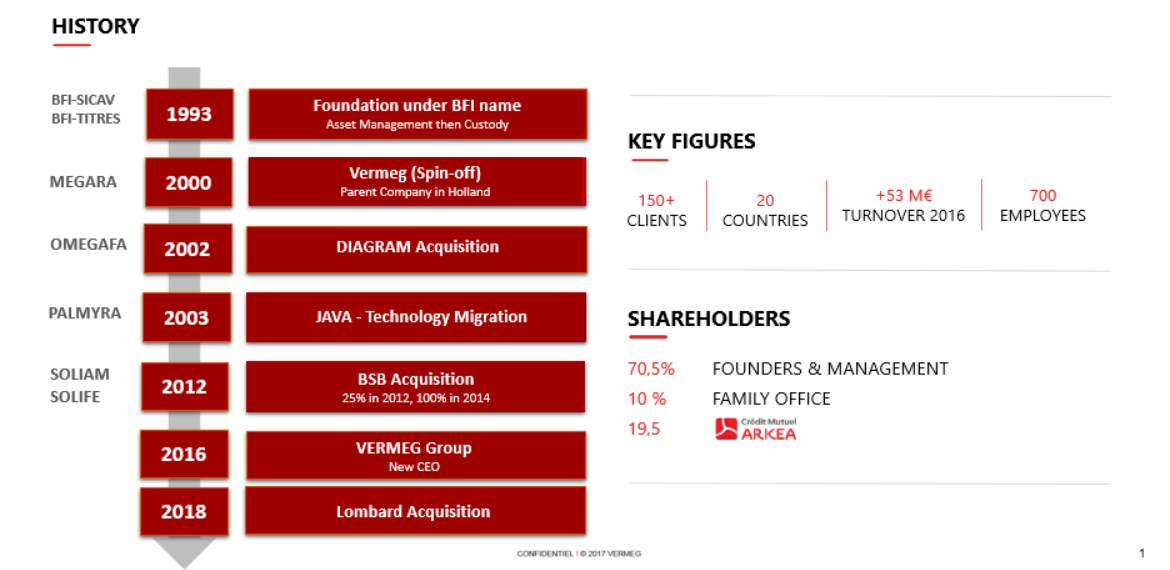 HISTORY
BFI-SICAV
BFI-TITRES
1993
Foundation under BFI name
Asset Management then Custody
MEGARA
2000
Vermeg (Spin-off)
Parent Company in Holland
OMEGAFA
2002
DIAGRAM Acquisition
PALMYRA
2003
JAVA - Technology Migration
SOLIAM
SOLIFE
2012
BSB Acquisition
25% in 2012, 100% in 2014
2016
VERMEG Group
New CEO
2018
Lombard Acquisition
KEY FIGURES
150+
CLIENTS
20
COUNTRIES
+53 M€
TURNOVER 2016
700
EMPLOYEES
SHAREHOLDERS
70,5% FOUNDERS & MANAGEMENT
10 % FAMILY OFFICE
19,5 Crédit Mutuel
ARKEA
CONFIDENTIEL I © 2017 VERMEG
1